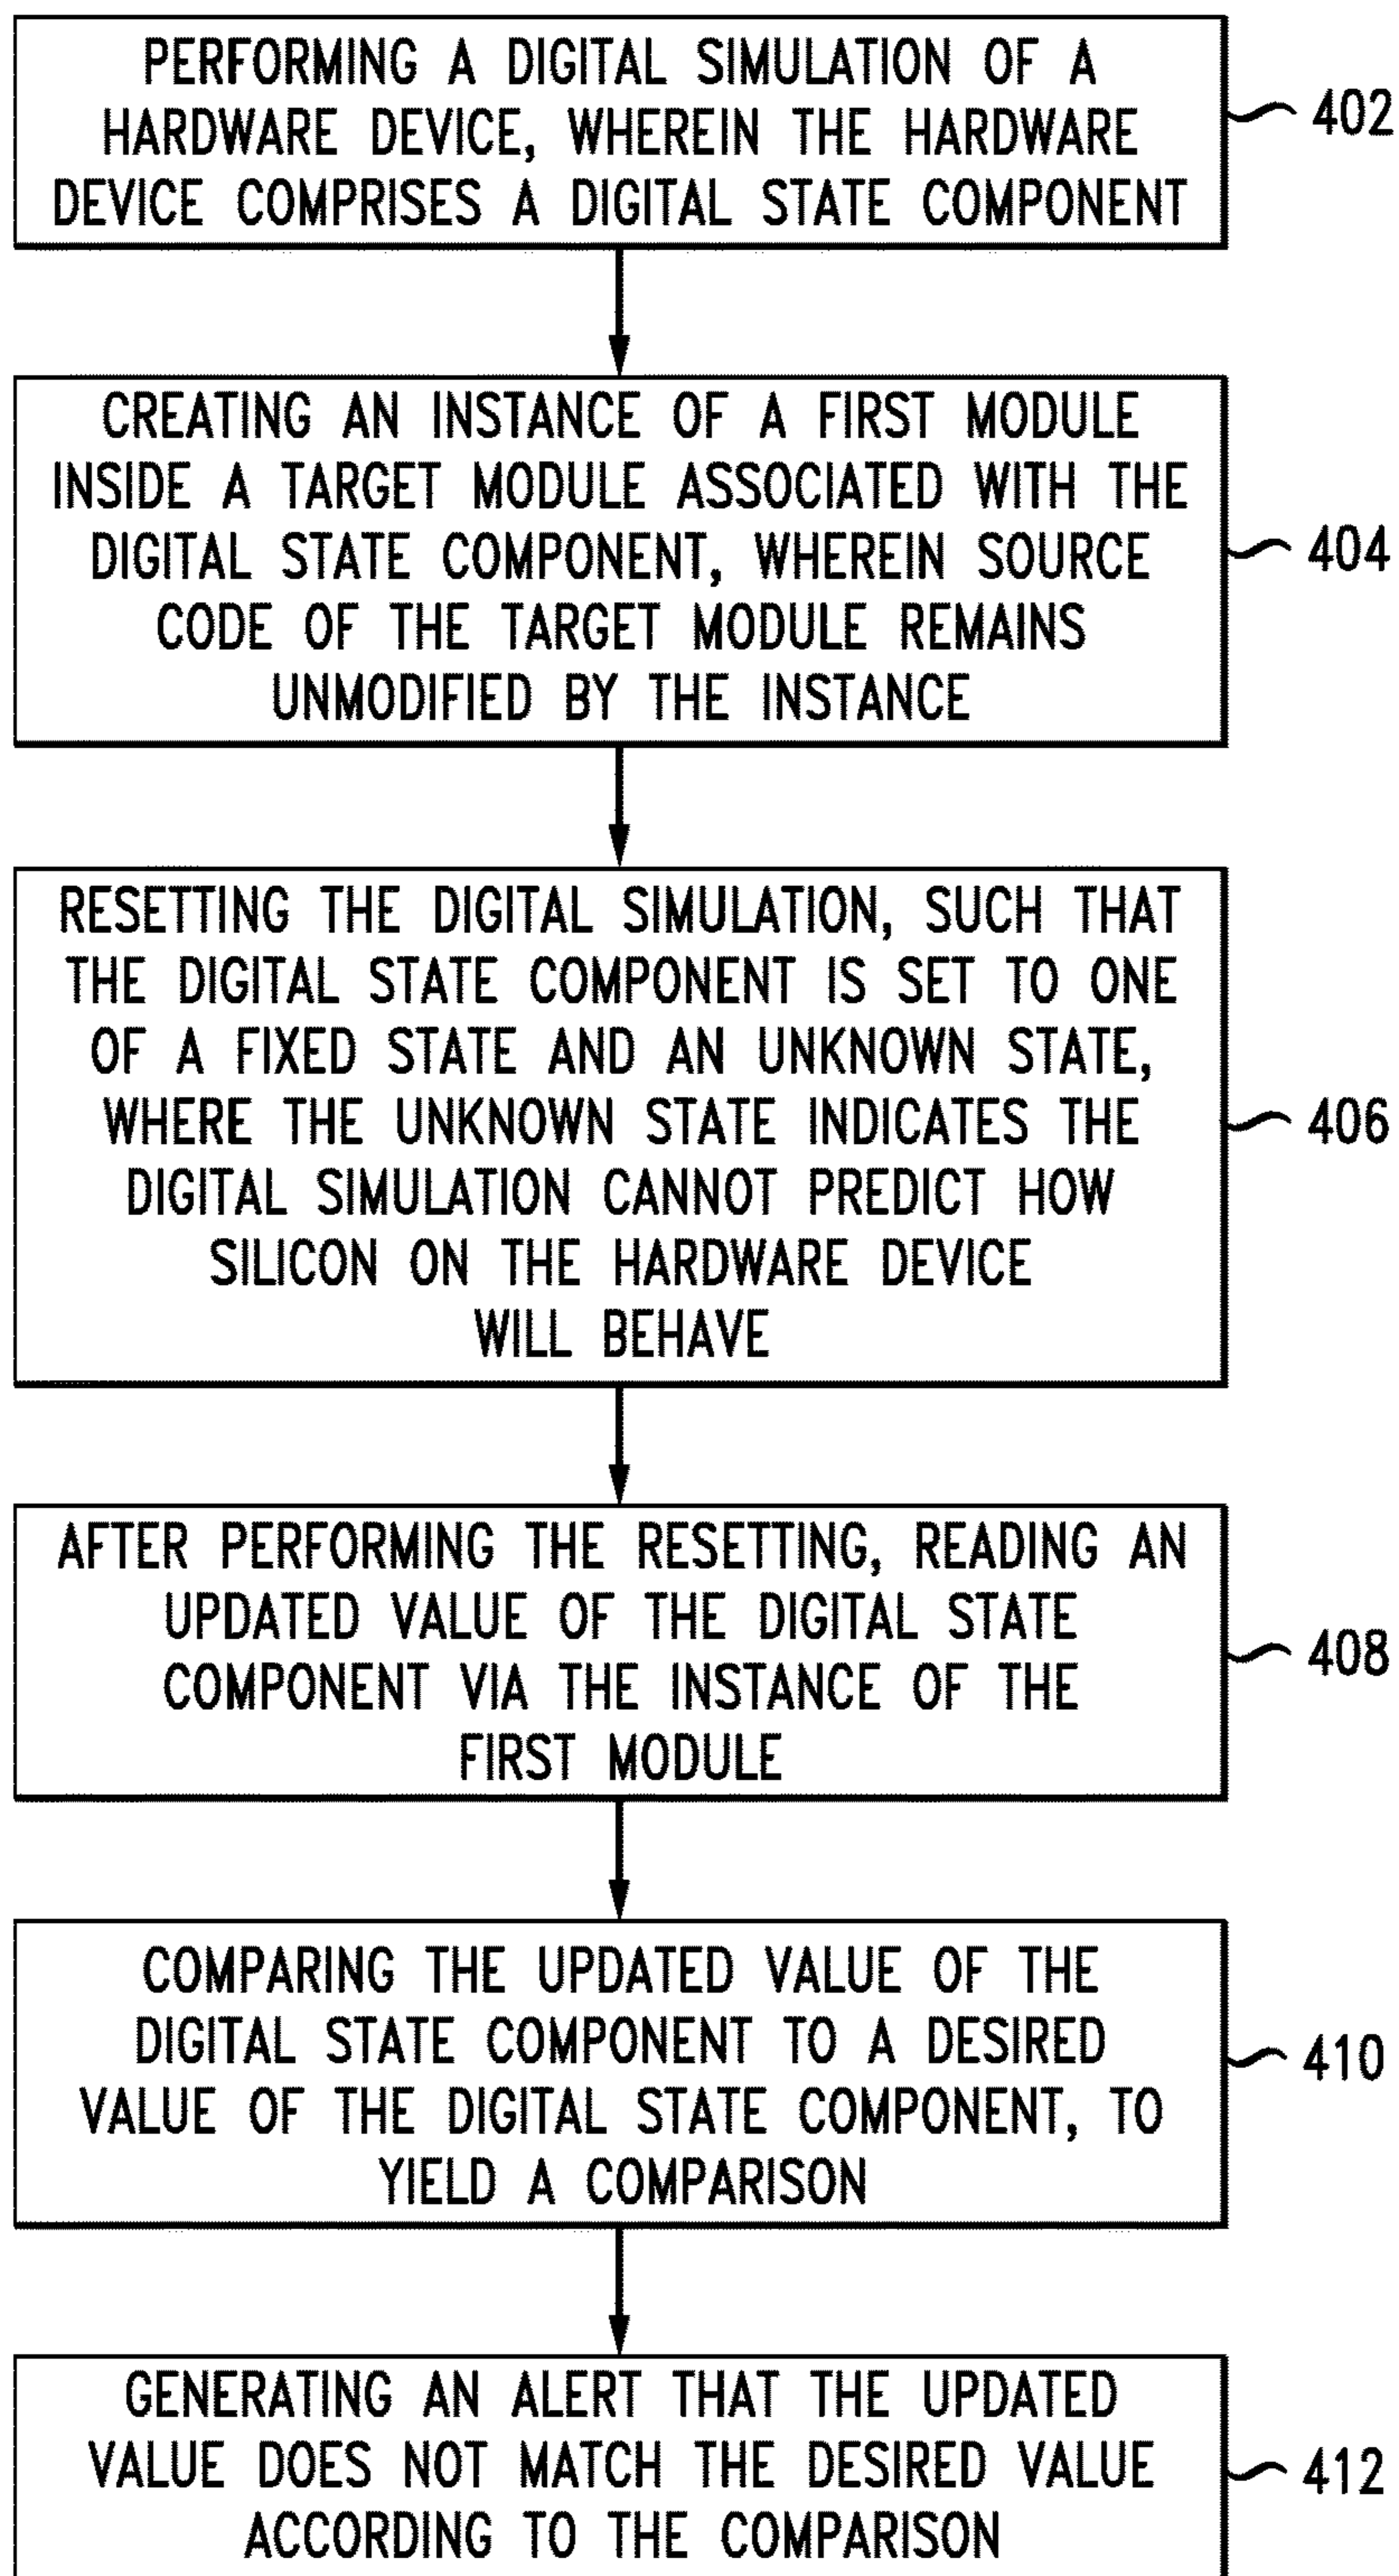 PERFORMING A DIGITAL SIMULATION OF A
HARDWARE DEVICE, WHEREIN THE HARDWARE
DEVICE COMPRISES A DIGITAL STATE COMPONENT
402
CREATING AN INSTANCE OF A FIRST MODULE
INSIDE A TARGET MODULE ASSOCIATED WITH THE
DIGITAL STATE COMPONENT, WHEREIN SOURCE
CODE OF THE TARGET MODULE REMAINS
UNMODIFIED BY THE INSTANCE
404
RESETTING THE DIGITAL SIMULATION, SUCH THAT
THE DIGITAL STATE COMPONENT IS SET TO ONE
OF A FIXED STATE AND AN UNKNOWN STATE,
WHERE THE UNKNOWN STATE INDICATES THE
DIGITAL SIMULATION CANNOT PREDICT HOW
SILICON ON THE HARDWARE DEVICE
WILL BEHAVE
406
AFTER PERFORMING THE RESETTING, READING AN
UPDATED VALUE OF THE DIGITAL STATE
COMPONENT VIA THE INSTANCE OF THE
FIRST MODULE
408
COMPARING THE UPDATED VALUE OF THE
DIGITAL STATE COMPONENT TO A DESIRED
VALUE OF THE DIGITAL STATE COMPONENT, TO
YIELD A COMPARISON
410
GENERATING AN ALERT THAT THE UPDATED
VALUE DOES NOT MATCH THE DESIRED VALUE
ACCORDING TO THE COMPARISON
412